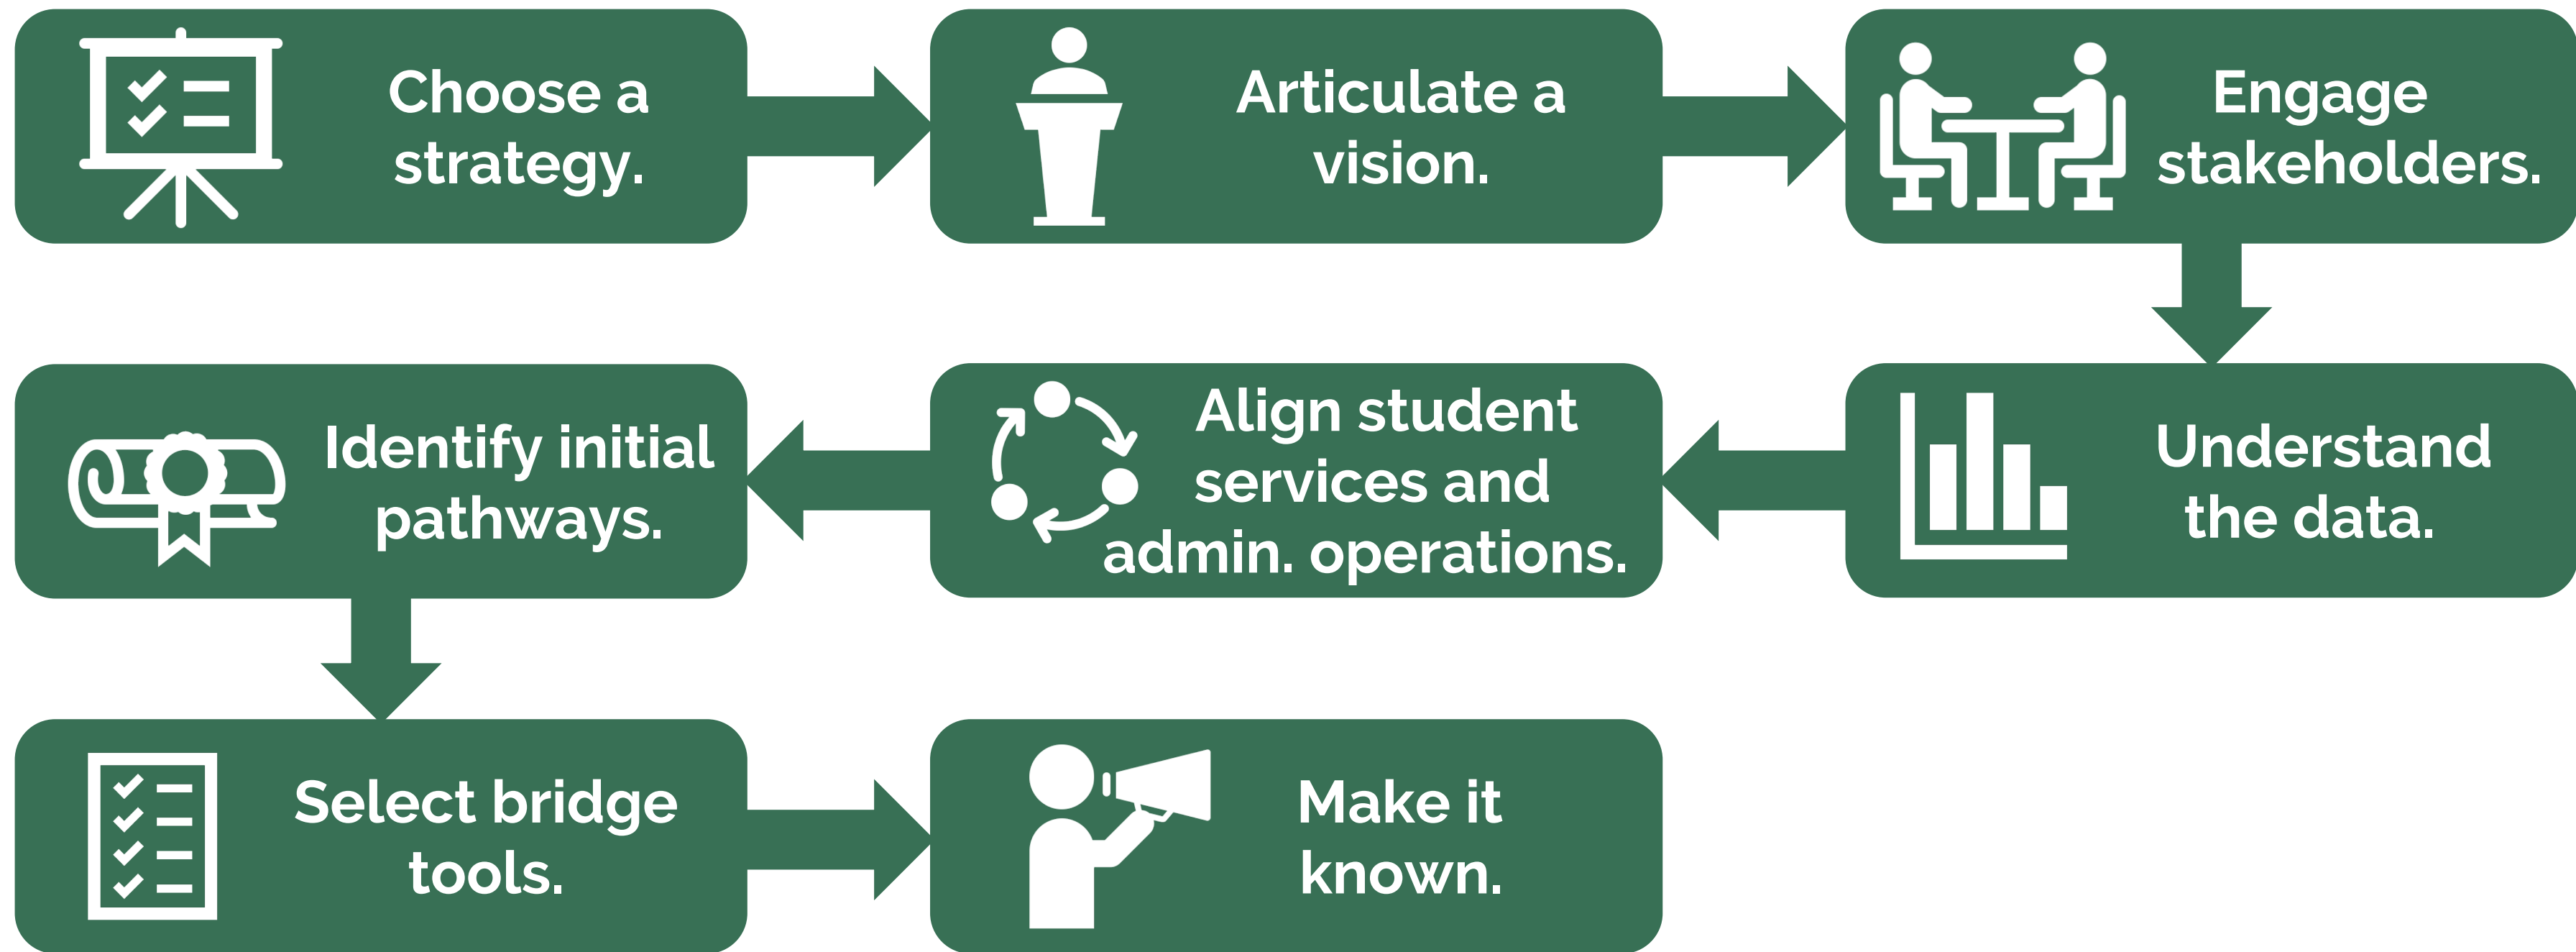 Choose a
strategy.
Articulate a
vision.
Engage
stakeholders.
Understand
the data.
Align student
services and
admin. operations.
Identify initial
pathways.
Select bridge
tools.
Make it
known.